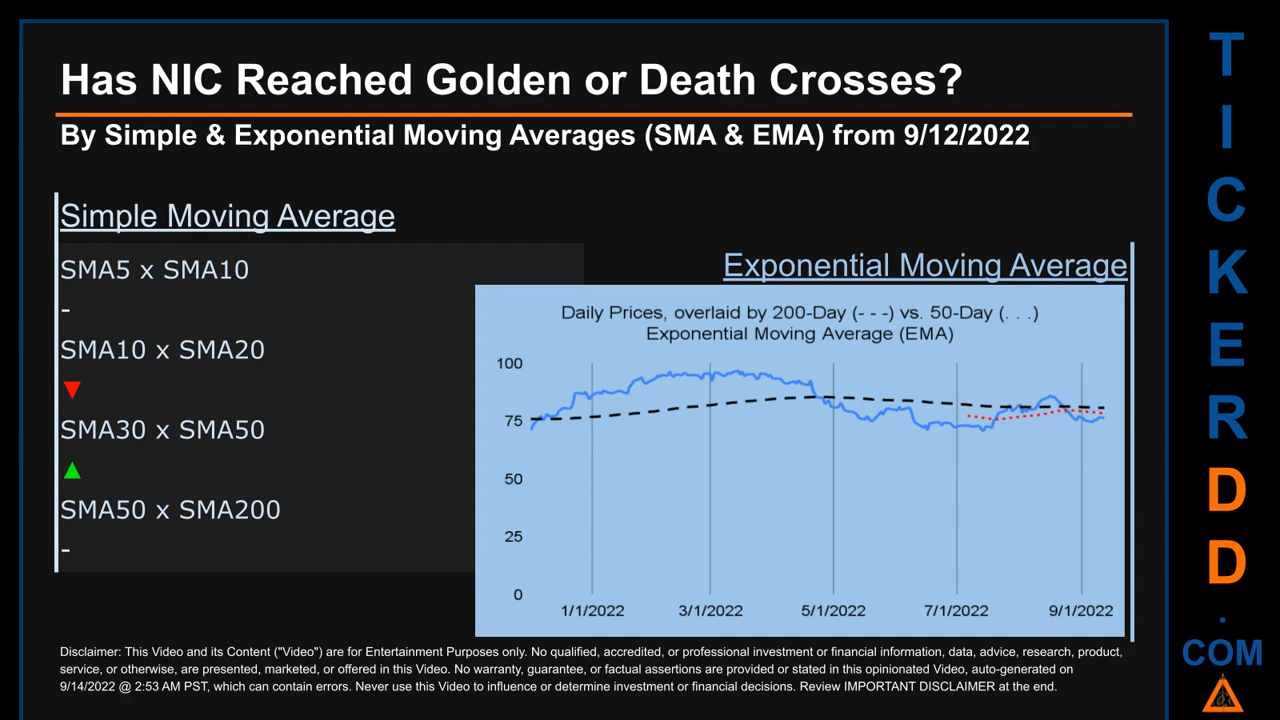 Has NIC Reached Golden or Death Crosses?
By Simple & Exponential Moving Averages (SMA & EMA) from 9/12/2022
Simple Moving Average
SMA5 x SMA10
-
SMA10 x SMA20
▼
SMA30 x SMA50
▲
SMA50 x SMA200
-
Exponential Moving Average
Daily Prices, overlaid by 200-Day (- - -) vs. 50-Day (. . .)
Exponential Moving Average (EMA)
100
75
50
25
0
1/1/2022 3/1/2022 5/1/2022 7/1/2022 9/1/2022
Disclaimer: This Video and its Content ("Video") are for Entertainment Purposes only. No qualified, accredited, or professional investment or financial information, data, advice, research, product,
service, or otherwise, are presented, marketed, or offered in this Video. No warranty, guarantee, or factual assertions are provided or stated in this opinionated Video, auto-generated on
9/14/2022 @ 2:53 AM PST, which can contain errors. Never use this Video to influence or determine investment or financial decisions. Review IMPORTANT DISCLAIMER at the end.
T
I
C
K
E
R
D
D
.
COM